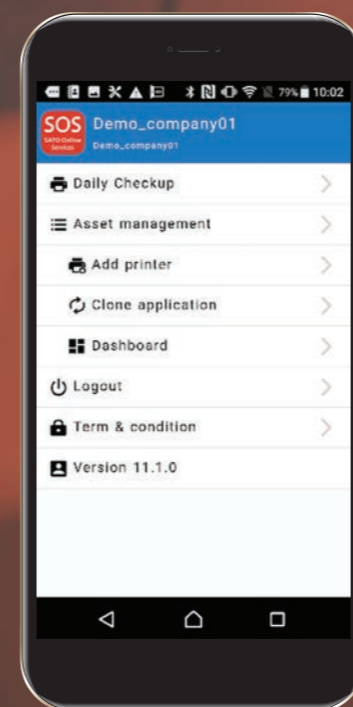 79% 10:02
SOS
SATO Online
Services
Demo_company01
Demo_company01
Daily Checkup
Asset management
Add printer
Clone application
Dashboard
Logout
Term & condition
Version 11.1.0